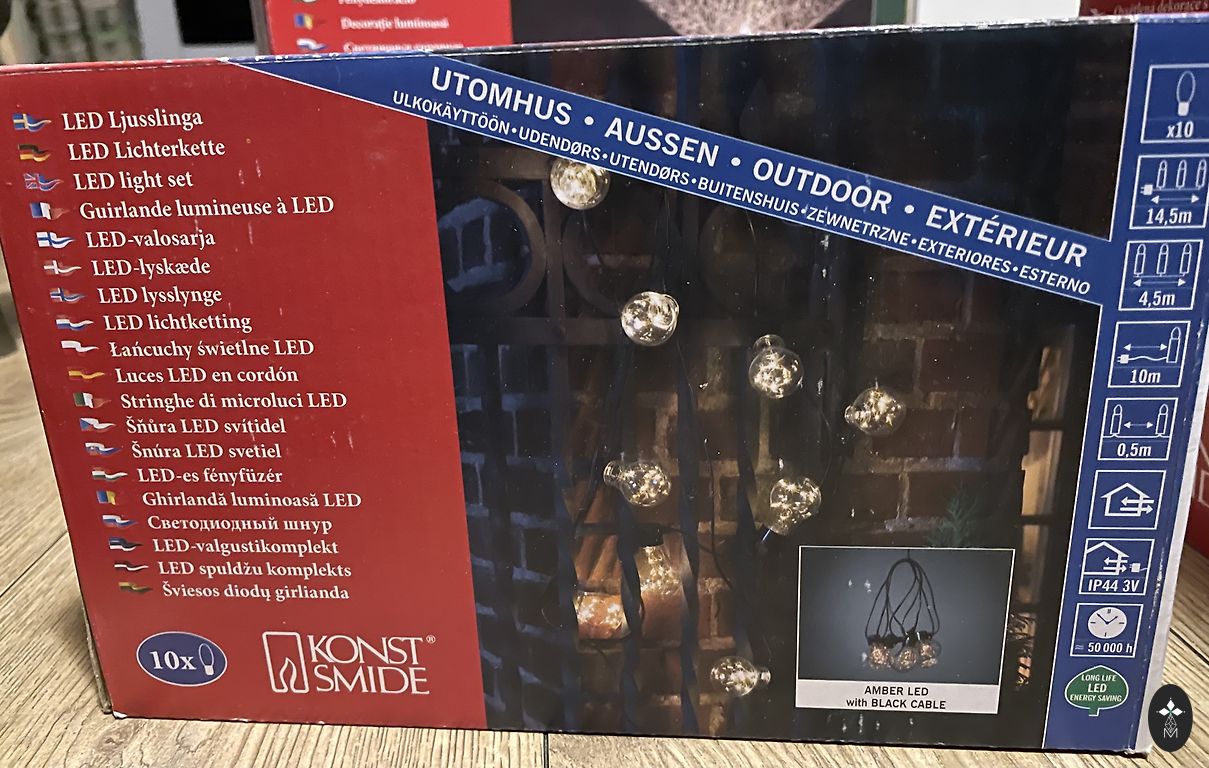 Decorație luminoasă
UTOMHUS • AUSSEN • OUTDOOR • EXTÉRIEUR
ULKOKÄYTTÖÖN•UDENDØRS•UTENDØRS•BUITENSHUIS•ZEWNETRZNE•EXTERIORES•ESTERNO
LED Ljusslinga
LED Lichterkette
LED light set
Guirlande lumineuse à LED
LED-valosarja
LED-lyskæde
LED lysslynge
LED lichtketting
Łańcuchy świetlne LED
Luces LED en cordón
Stringhe di microluci LED
Šňůra LED svítidel
Šnúra LED svetiel
LED-es fényfüzér
Ghirlandă luminoasă LED
Светодиодный шнур
LED-valgustikomplekt
LED spuldžu komplekts
Šviesos diodų girlianda
10x
KONST
SMIDE®
AMBER LED
with BLACK CABLE
x10
14,5m
4,5m
10m
0,5m
IP44 3V
≈ 50 000 h
LONG LIFE
LED
ENERGY SAVING